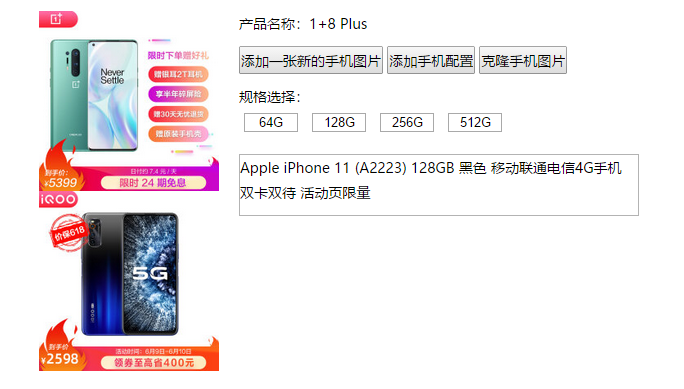 1+
Never
Settle
限时下单赠好礼
赠银耳2T耳机
享半年碎屏险
赠30天无忧退货
赠原装手机壳
到手价:
¥5399
日付约 7.4 元 / 天
限时 24 期免息
iQOO
价保618
5G
到手价
¥2598
活动时间：6月9日-6月10日
领券至高省400元
产品名称：1+8 Plus
添加一张新的手机图片 添加手机配置 克隆手机图片
规格选择：
64G 128G 256G 512G
Apple iPhone 11 (A2223) 128GB 黑色 移动联通电信4G手机
双卡双待 活动页限量